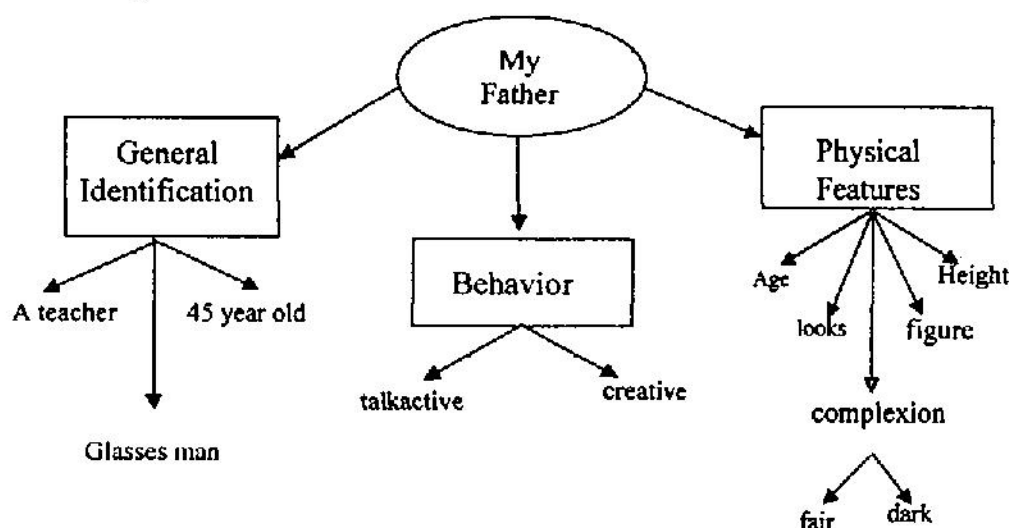 My
Father
General
Identification
Physical
Features
Behavior
A teacher
45 year old
Glasses man
talkactive
creative
Age
Height
looks
figure
complexion
fair
dark